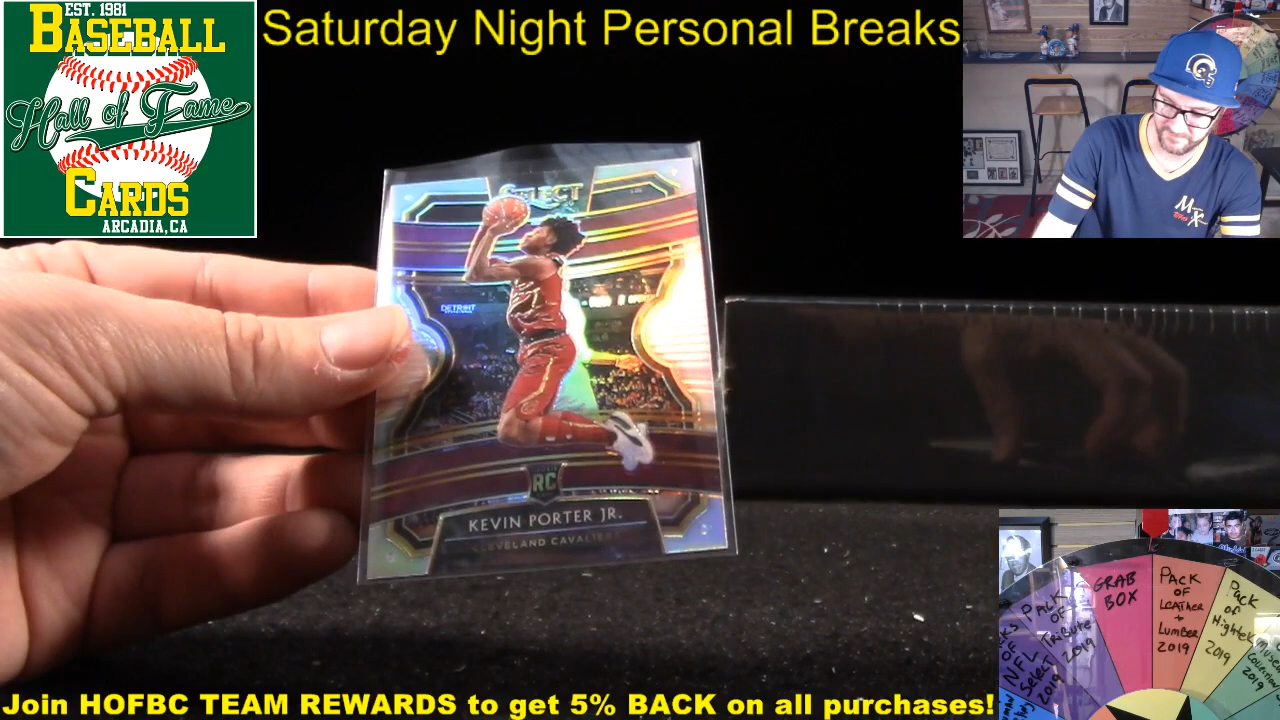 EST. 1981
BASEBALL
Hall of Fame
CARDS
ARCADIA, CA
Saturday Night Personal Breaks
SELECT
DETROIT
RC
KEVIN PORTER JR.
CLEVELAND CAVALIERS
PACK
OF
Tribute
2019
GRAB
BOX
PACK
OF
LEATHER
+
LUMBER
2019
PACK
of
Hightek
2019
OF
NFL
Select
2019
Join HOFBC TEAM REWARDS to get 5% BACK on all purchases!